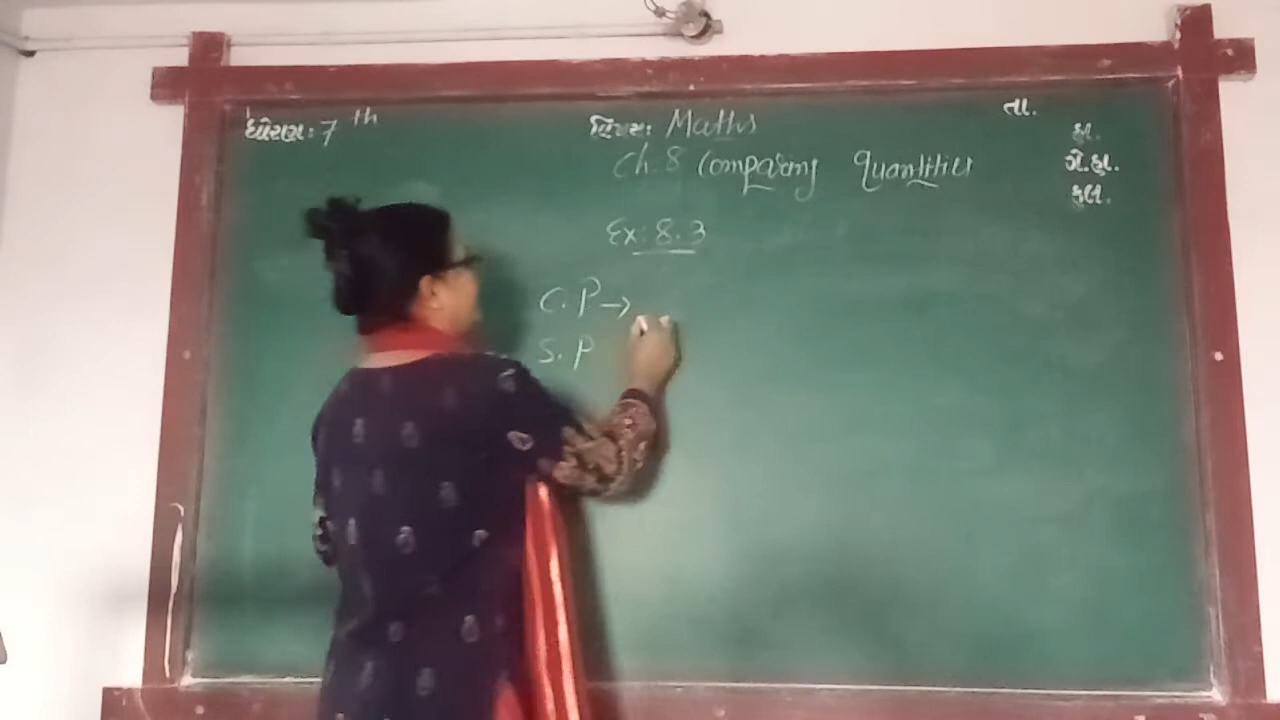 ધોરણ: 7th
વિષય: Maths
તા.
Ch. 8 Comparing Quantities
હા.
ગે.હા.
કુલ.
Ex: 8.3
C.P. →
S.P